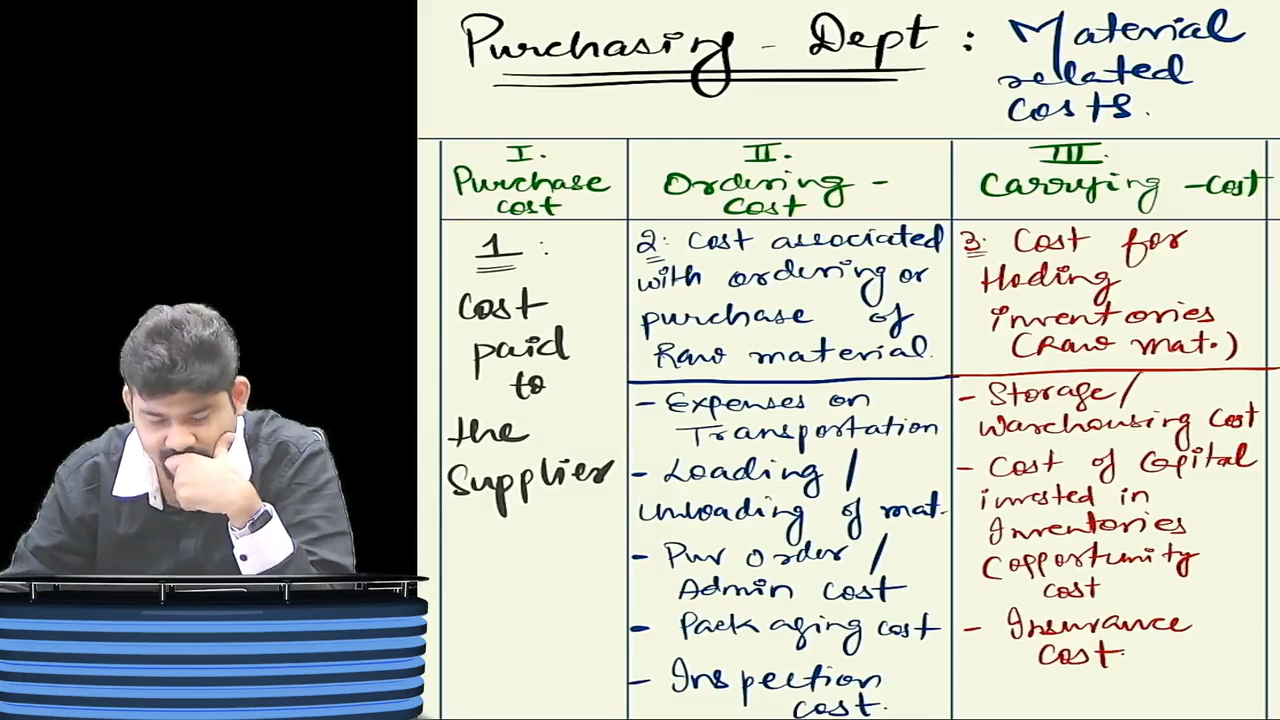 Purchasing - Dept : Material
related
costs.
I.
Purchase
cost
1 :
cost
paid
to
the
Supplier
II.
Ordering -
cost
2: cost associated
with ordering or
purchase of
Raw material.
- Expenses on
Transportation
- Loading /
unloading of mat.
- Pur order /
Admin cost
- Packaging cost
- Inspection
cost.
III.
Carrying - cost
3: Cost for
Hoding
inventories
(Raw mat.)
- Storage /
Warehousing cost
- Cost of Capital
invested in
Inventories
(opportunity
cost
- Insurance
cost.